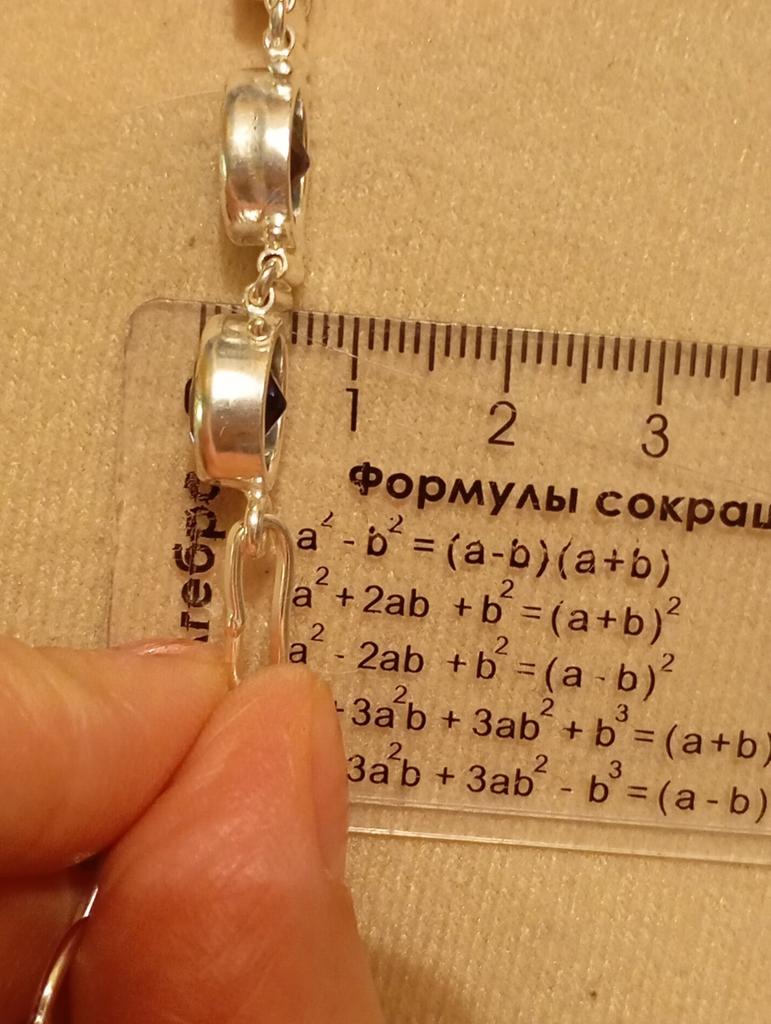 1 2 3
Формулы сокращ
a² - b² = (a-b)(a+b)
a² + 2ab + b² = (a+b)²
a² - 2ab + b² = (a - b)²
+3a²b + 3ab² + b³ = (a+b)
3a²b + 3ab² - b³ = (a - b)